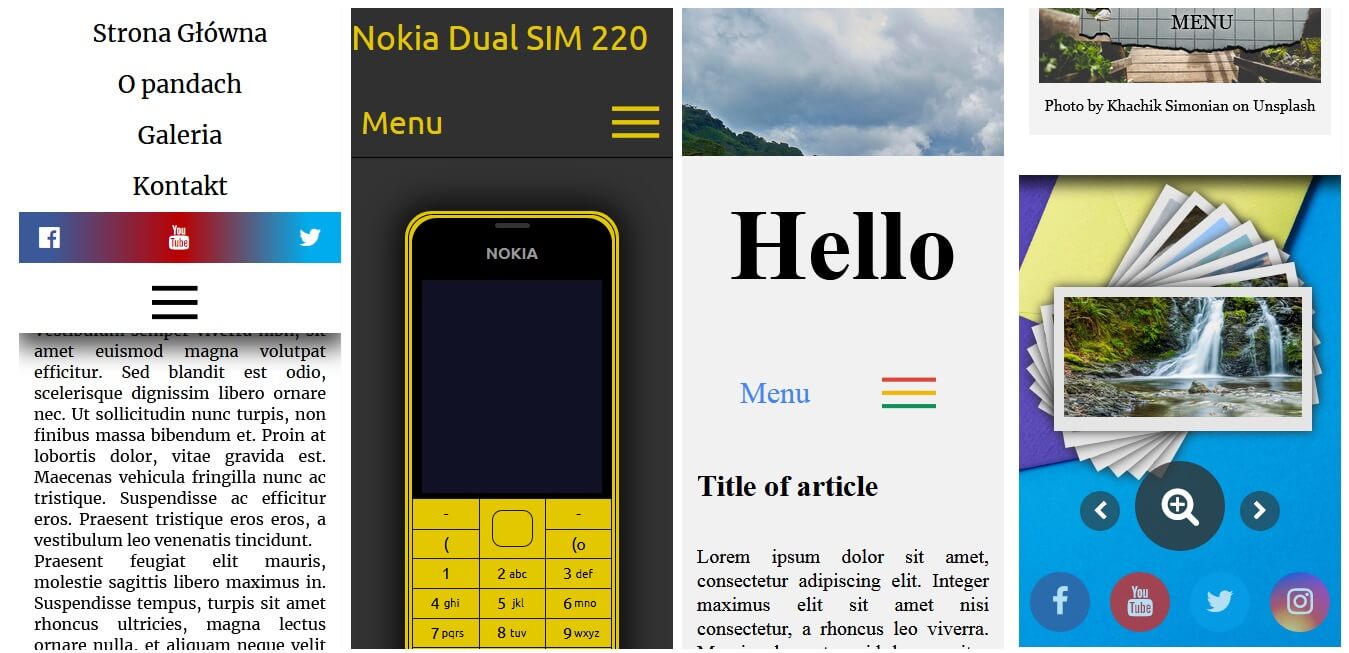 Strona Główna
O pandach
Galeria
Kontakt
You
Tube
amet euismod magna volutpat
efficitur. Sed blandit est odio,
scelerisque dignissim libero ornare
nec. Ut sollicitudin nunc turpis, non
finibus massa bibendum et. Proin at
lobortis dolor, vitae gravida est.
Maecenas vehicula fringilla nunc ac
tristique. Suspendisse ac efficitur
eros. Praesent tristique eros eros, a
vestibulum leo venenatis tincidunt.
Praesent feugiat elit mauris,
molestie sagittis libero maximus in.
Suspendisse tempus, turpis sit amet
rhoncus ultricies, magna lectus
ornare nulla, et aliquam neque velit
Nokia Dual SIM 220
Menu
NOKIA
- -
( (o
1 2 abc 3 def
4 ghi 5 jkl 6 mno
7 pqrs 8 tuv 9 wxyz
Hello
Menu
Title of article
Lorem ipsum dolor sit amet,
consectetur adipiscing elit. Integer
maximus elit sit amet nisi
consectetur, a rhoncus leo viverra.
MENU
Photo by Khachik Simonian on Unsplash
You
Tube